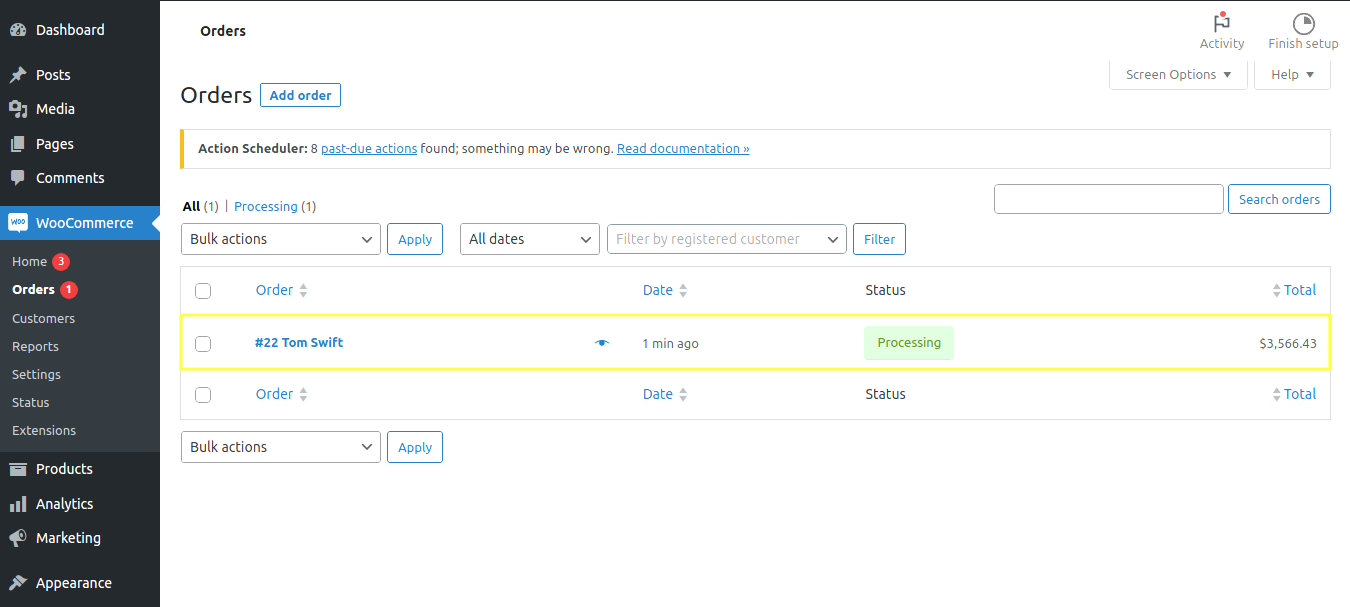 Dashboard
Posts
Media
Pages
Comments
woo WooCommerce
Home 3
Orders 1
Customers
Reports
Settings
Status
Extensions
Products
Analytics
Marketing
Appearance
Orders
Activity
Finish setup
Screen Options ▼
Help ▼
Orders Add order
Action Scheduler: 8 past-due actions found; something may be wrong. Read documentation »
All (1) | Processing (1)
Search orders
Bulk actions Apply All dates Filter by registered customer Filter
Order Date Status Total
#22 Tom Swift 1 min ago Processing $3,566.43
Order Date Status Total
Bulk actions Apply